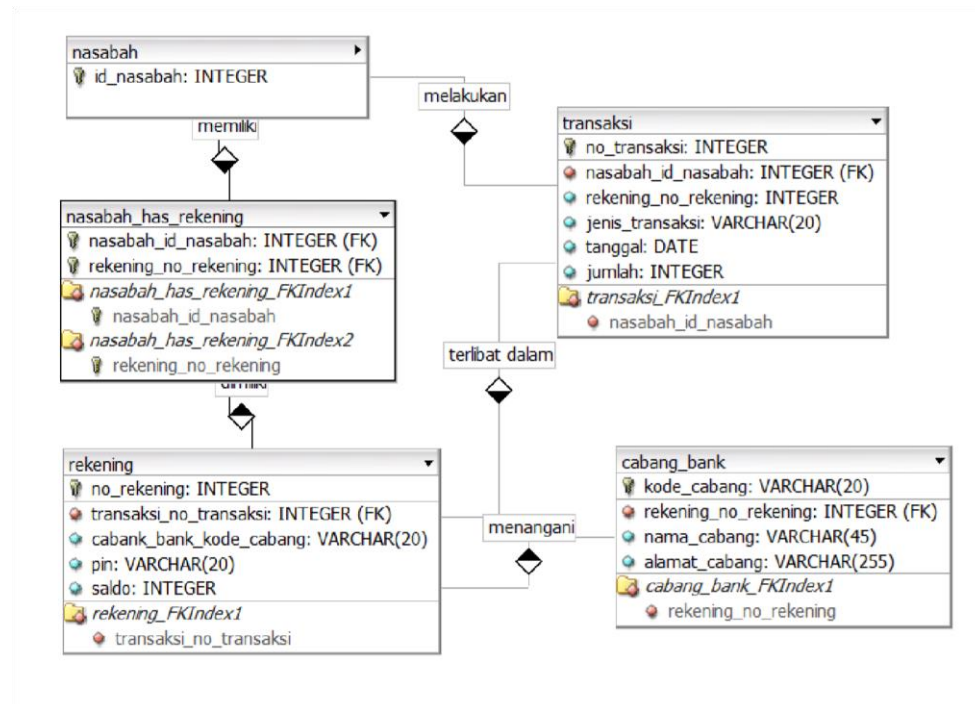 nasabah
id_nasabah: INTEGER
melakukan
memiliki
transaksi
no_transaksi: INTEGER
nasabah_id_nasabah: INTEGER (FK)
rekening_no_rekening: INTEGER
jenis_transaksi: VARCHAR(20)
tanggal: DATE
jumlah: INTEGER
transaksi_FKIndex1
nasabah_id_nasabah
nasabah_has_rekening
nasabah_id_nasabah: INTEGER (FK)
rekening_no_rekening: INTEGER (FK)
nasabah_has_rekening_FKIndex1
nasabah_id_nasabah
nasabah_has_rekening_FKIndex2
rekening_no_rekening
terlibat dalam
dimiliki
rekening
no_rekening: INTEGER
transaksi_no_transaksi: INTEGER (FK)
cabank_bank_kode_cabang: VARCHAR(20)
pin: VARCHAR(20)
saldo: INTEGER
rekening_FKIndex1
transaksi_no_transaksi
menangani
cabang_bank
kode_cabang: VARCHAR(20)
rekening_no_rekening: INTEGER (FK)
nama_cabang: VARCHAR(45)
alamat_cabang: VARCHAR(255)
cabang_bank_FKIndex1
rekening_no_rekening